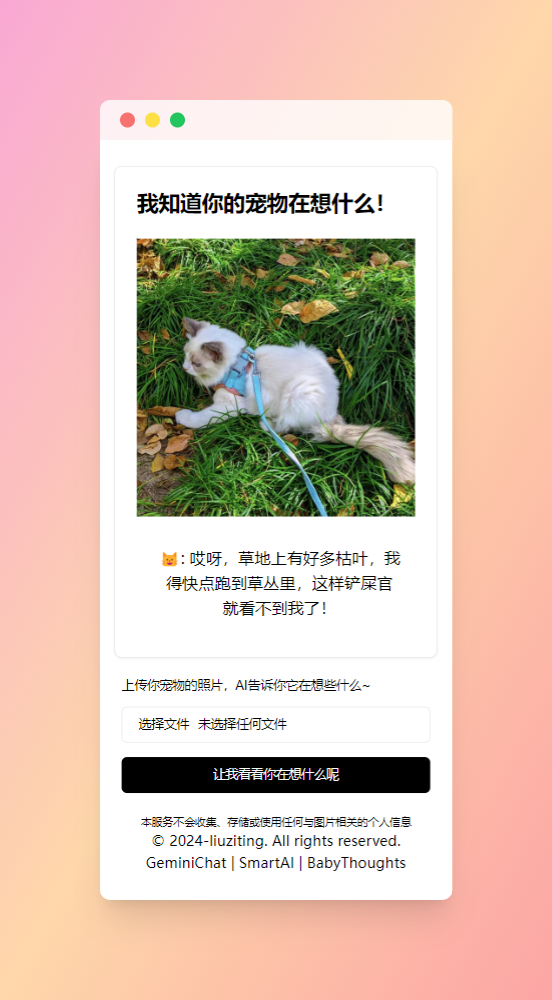 我知道你的宠物在想什么！
🐱: 哎呀，草地上有好多枯叶，我
得快点跑到草丛里，这样铲屎官
就看不到我了！
上传你宠物的照片，AI告诉你它在想些什么~
选择文件 未选择任何文件
让我看看你在想什么呢
本服务不会收集、存储或使用任何与图片相关的个人信息
© 2024-liuziting. All rights reserved.
GeminiChat | SmartAI | BabyThoughts